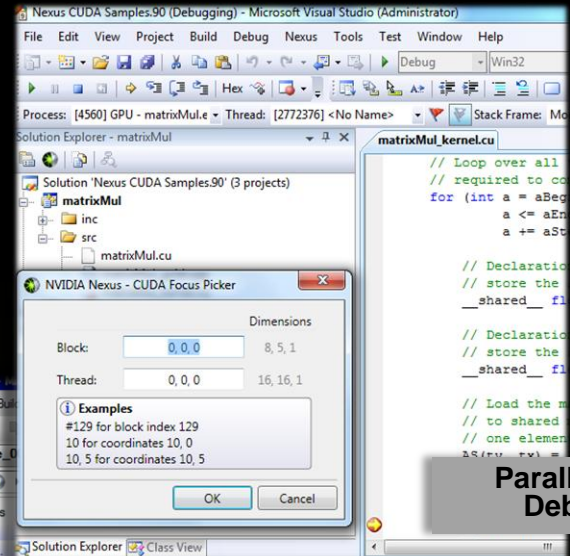 Nexus CUDA Samples.90 (Debugging) - Microsoft Visual Studio (Administrator)
File Edit View Project Build Debug Nexus Tools Test Window Help
Debug Win32
Hex
Process: [4560] GPU - matrixMul.e Thread: [2772376] <No Name> Stack Frame: Mo
Solution Explorer - matrixMul
matrixMul_kernel.cu
Solution 'Nexus CUDA Samples.90' (3 projects)
matrixMul
inc
src
matrixMul.cu
// Loop over all
// required to co
for (int a = aBeg
a <= aEn
a += aSt
// Declaratio
// store the
__shared__ fl
// Declaratio
// store the
__shared__ fl
// Load the m
// to shared
// one elemen
AS(ty, tx) =
NVIDIA Nexus - CUDA Focus Picker
Dimensions
Block: 0, 0, 0 8, 5, 1
Thread: 0, 0, 0 16, 16, 1
Examples
#129 for block index 129
10 for coordinates 10, 0
10, 5 for coordinates 10, 5
OK Cancel
Parall
Deb
Solution Explorer Class View